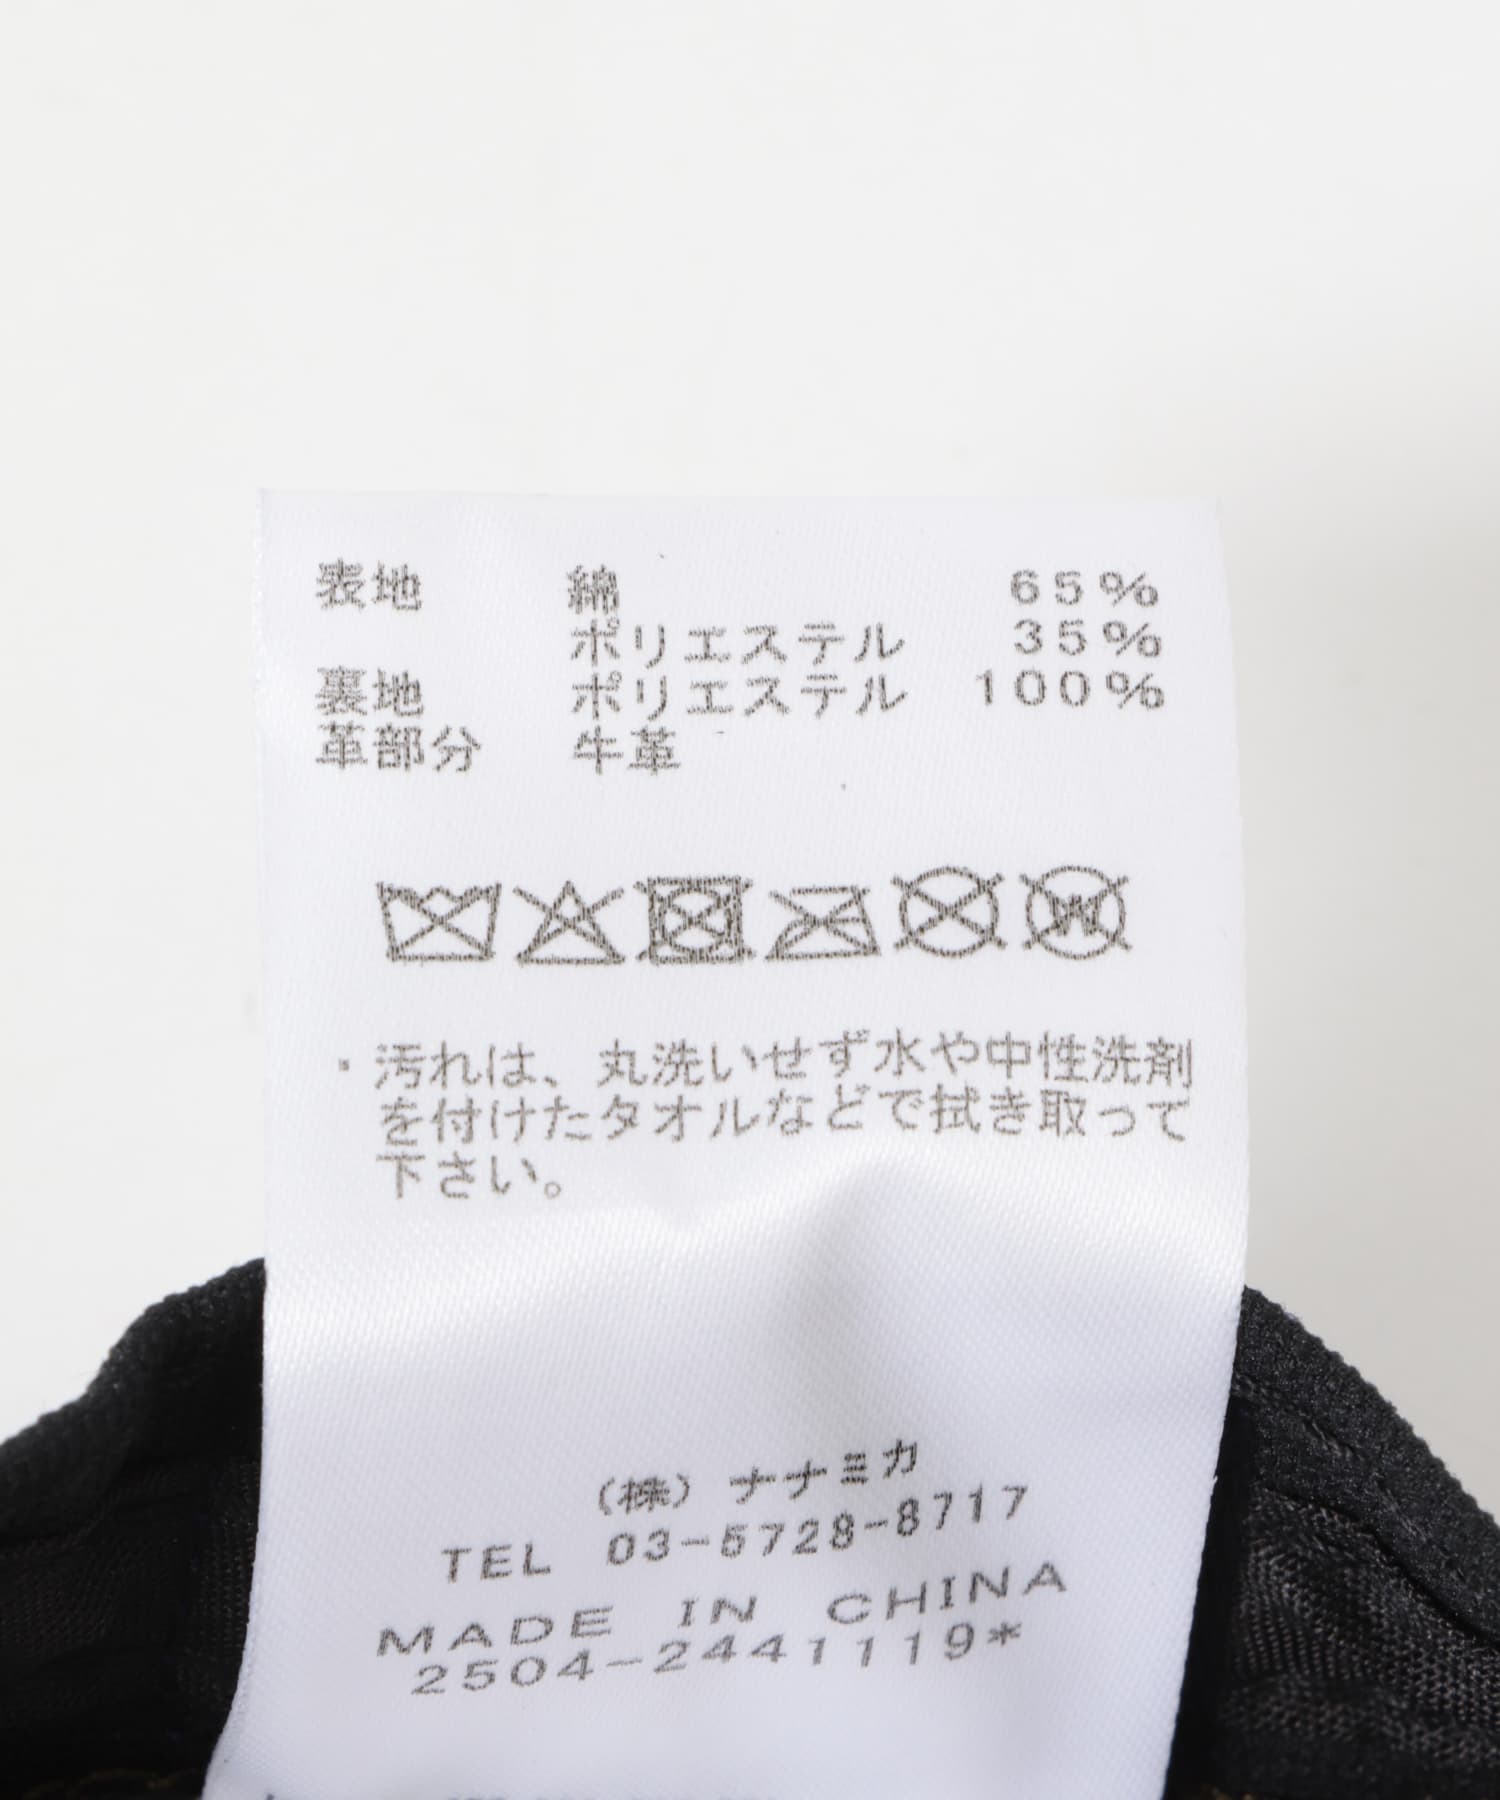 表地 綿 65%
ポリエステル 35%
裏地 ポリエステル 100%
革部分 牛革
W
・汚れは、丸洗いせず水や中性洗剤
を付けたタオルなどで拭き取って
下さい。
(株) ナナミカ
TEL 03-5728-8717
MADE IN CHINA
2504-2441119*